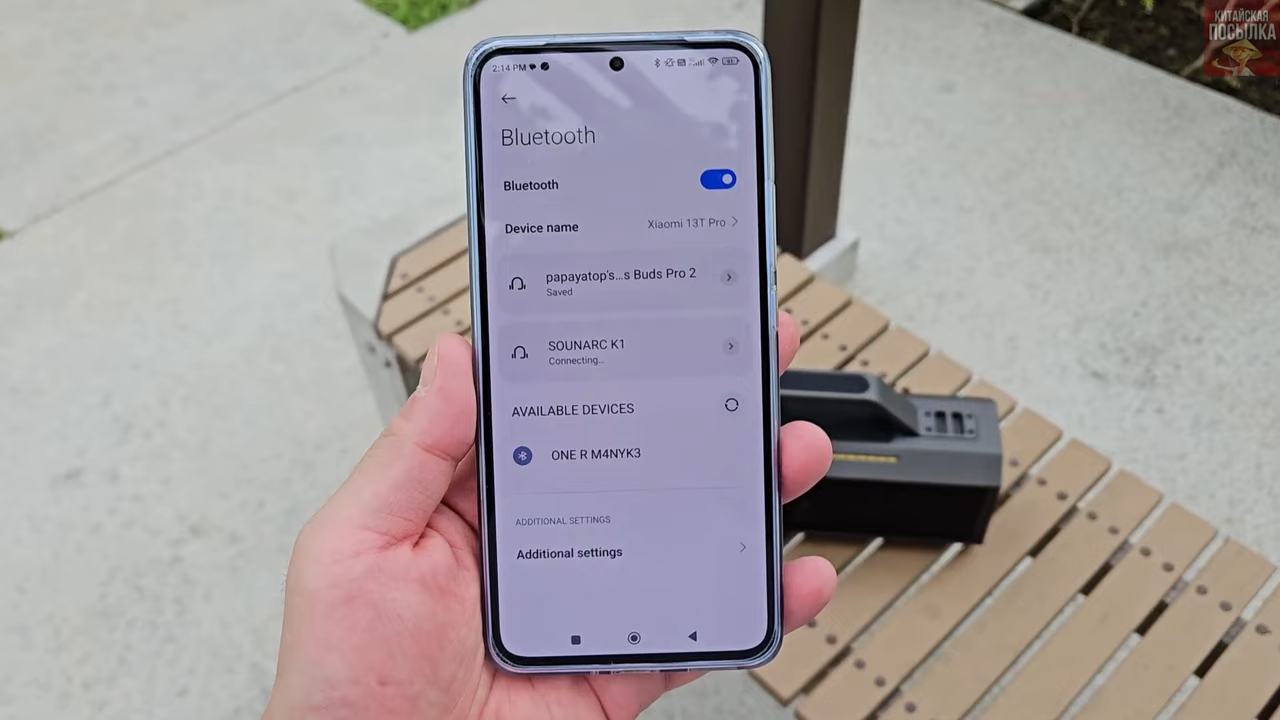 КИТАЙСКАЯ
ПОСЫЛКА
2:14 PM
Bluetooth
Bluetooth
Device name
Xiaomi 13T Pro
papayatop's...s Buds Pro 2
Saved
SOUNARC K1
Connecting...
AVAILABLE DEVICES
ONE R M4NYK3
ADDITIONAL SETTINGS
Additional settings